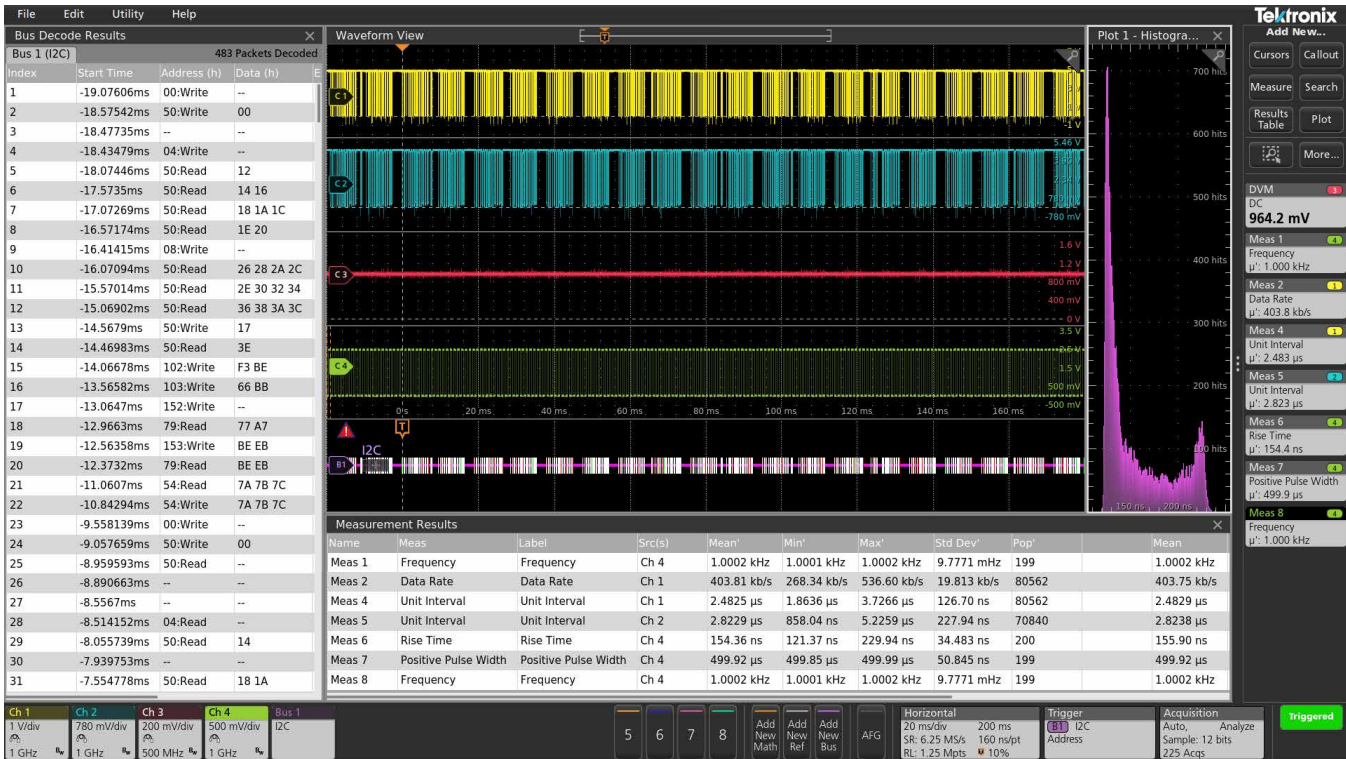 File Edit Utility Help
Tektronix
Bus Decode Results
Bus 1 (I2C) 483 Packets Decoded
Index Start Time Address (h) Data (h) E
1 -19.07606ms 00:Write --
2 -18.57542ms 50:Write 00
3 -18.47735ms -- --
4 -18.43479ms 04:Write --
5 -18.07446ms 50:Read 12
6 -17.5735ms 50:Read 14 16
7 -17.07269ms 50:Read 18 1A 1C
8 -16.57174ms 50:Read 1E 20
9 -16.41415ms 08:Write --
10 -16.07094ms 50:Read 26 28 2A 2C
11 -15.57014ms 50:Read 2E 30 32 34
12 -15.06902ms 50:Read 36 38 3A 3C
13 -14.5679ms 50:Write 17
14 -14.46983ms 50:Read 3E
15 -14.06678ms 102:Write F3 BE
16 -13.56582ms 103:Write 66 BB
17 -13.0647ms 152:Write --
18 -12.9663ms 79:Read 77 A7
19 -12.56358ms 153:Write BE EB
20 -12.3732ms 79:Read BE EB
21 -11.0607ms 54:Read 7A 7B 7C
22 -10.84294ms 54:Write 7A 7B 7C
23 -9.558139ms 00:Write --
24 -9.057659ms 50:Write 00
25 -8.959593ms 50:Read --
26 -8.890663ms -- --
27 -8.5567ms -- --
28 -8.514152ms 04:Read --
29 -8.055739ms 50:Read 14
30 -7.939753ms -- --
31 -7.554778ms 50:Read 18 1A
Waveform View
T
C1
-1 V
5.46 V
C2
-780 mV
1.6 V
1.2 V
C3
800 mV
400 mV
0 V
3.5 V
2.5 V
C4
1.5 V
500 mV
-500 mV
0 s 20 ms 40 ms 60 ms 80 ms 100 ms 120 ms 140 ms 160 ms
T
I2C
B1
Plot 1 - Histogra...
700 hits
600 hits
500 hits
400 hits
300 hits
200 hits
100 hits
150 ns 200 ns
Measurement Results
Name Meas Label Src(s) Mean' Min' Max' Std Dev' Pop' Mean
Meas 1 Frequency Frequency Ch 4 1.0002 kHz 1.0001 kHz 1.0002 kHz 9.7771 mHz 199 1.0002 kHz
Meas 2 Data Rate Data Rate Ch 1 403.81 kb/s 268.34 kb/s 536.60 kb/s 19.813 kb/s 80562 403.75 kb/s
Meas 4 Unit Interval Unit Interval Ch 1 2.4825 µs 1.8636 µs 3.7266 µs 126.70 ns 80562 2.4829 µs
Meas 5 Unit Interval Unit Interval Ch 2 2.8229 µs 858.04 ns 5.2259 µs 227.94 ns 70840 2.8238 µs
Meas 6 Rise Time Rise Time Ch 4 154.36 ns 121.37 ns 229.94 ns 34.483 ns 200 155.90 ns
Meas 7 Positive Pulse Width Positive Pulse Width Ch 4 499.92 µs 499.85 µs 499.99 µs 50.845 ns 199 499.92 µs
Meas 8 Frequency Frequency Ch 4 1.0002 kHz 1.0001 kHz 1.0002 kHz 9.7771 mHz 199 1.0002 kHz
Add New...
Cursors Callout
Measure Search
Results Table Plot
More...
DVM 3
DC
964.2 mV
Meas 1 4
Frequency
µ': 1.000 kHz
Meas 2 1
Data Rate
µ': 403.8 kb/s
Meas 4 1
Unit Interval
µ': 2.483 µs
Meas 5 2
Unit Interval
µ': 2.823 µs
Meas 6 4
Rise Time
µ': 154.4 ns
Meas 7 4
Positive Pulse Width
µ': 499.9 µs
Meas 8 4
Frequency
µ': 1.000 kHz
Ch 1
1 V/div
1 GHz Bw
Ch 2
780 mV/div
1 GHz Bw
Ch 3
200 mV/div
500 MHz Bw
Ch 4
500 mV/div
1 GHz Bw
Bus 1
I2C
5 6 7 8
Add New Math
Add New Ref
Add New Bus
AFG
Horizontal
20 ms/div 200 ms
SR: 6.25 MS/s 160 ns/pt
RL: 1.25 Mpts 10%
Trigger
B1 I2C
Address
Acquisition
Auto, Analyze
Sample: 12 bits
225 Acqs
Triggered